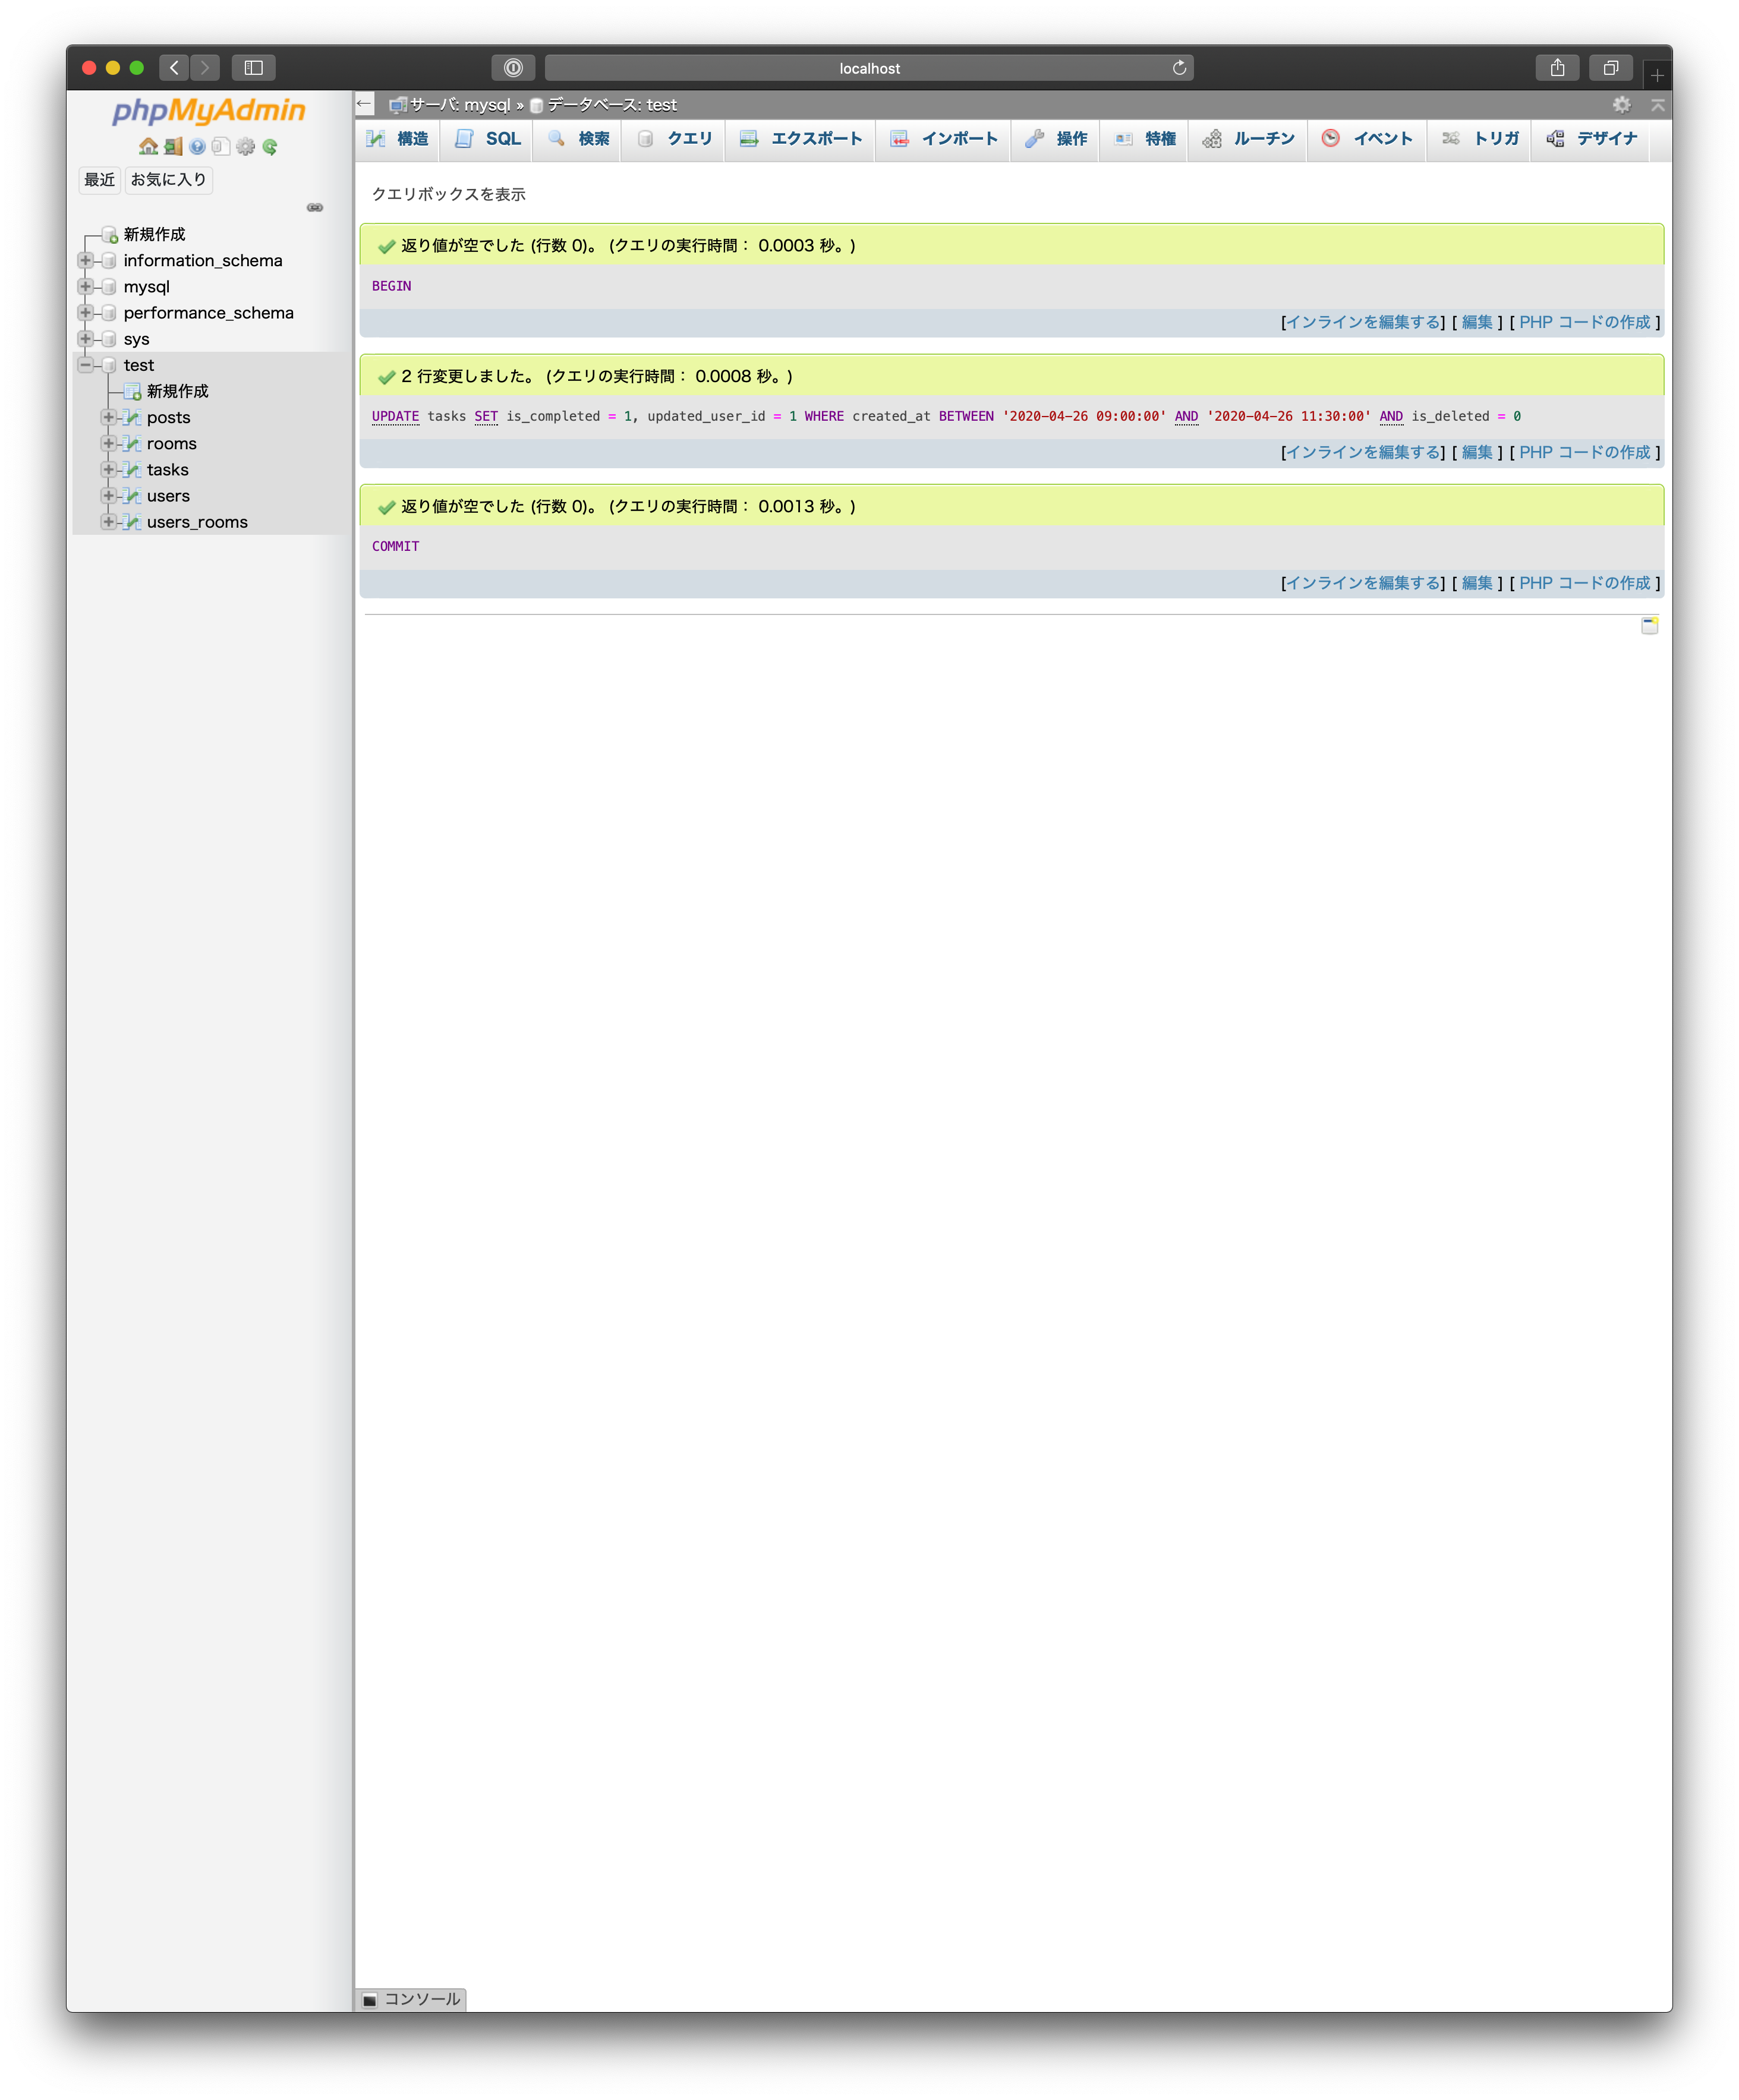 localhost
phpMyAdmin
最近 お気に入り
新規作成
information_schema
mysql
performance_schema
sys
test
新規作成
posts
rooms
tasks
users
users_rooms
サーバ: mysql » データベース: test
構造 SQL 検索 クエリ エクスポート インポート 操作 特権 ルーチン イベント トリガ デザイナ
クエリボックスを表示
返り値が空でした (行数 0)。 (クエリの実行時間： 0.0003 秒。)
BEGIN
[インラインを編集する] [ 編集 ] [ PHP コードの作成 ]
2 行変更しました。 (クエリの実行時間： 0.0008 秒。)
UPDATE tasks SET is_completed = 1, updated_user_id = 1 WHERE created_at BETWEEN '2020-04-26 09:00:00' AND '2020-04-26 11:30:00' AND is_deleted = 0
[インラインを編集する] [ 編集 ] [ PHP コードの作成 ]
返り値が空でした (行数 0)。 (クエリの実行時間： 0.0013 秒。)
COMMIT
[インラインを編集する] [ 編集 ] [ PHP コードの作成 ]
コンソール